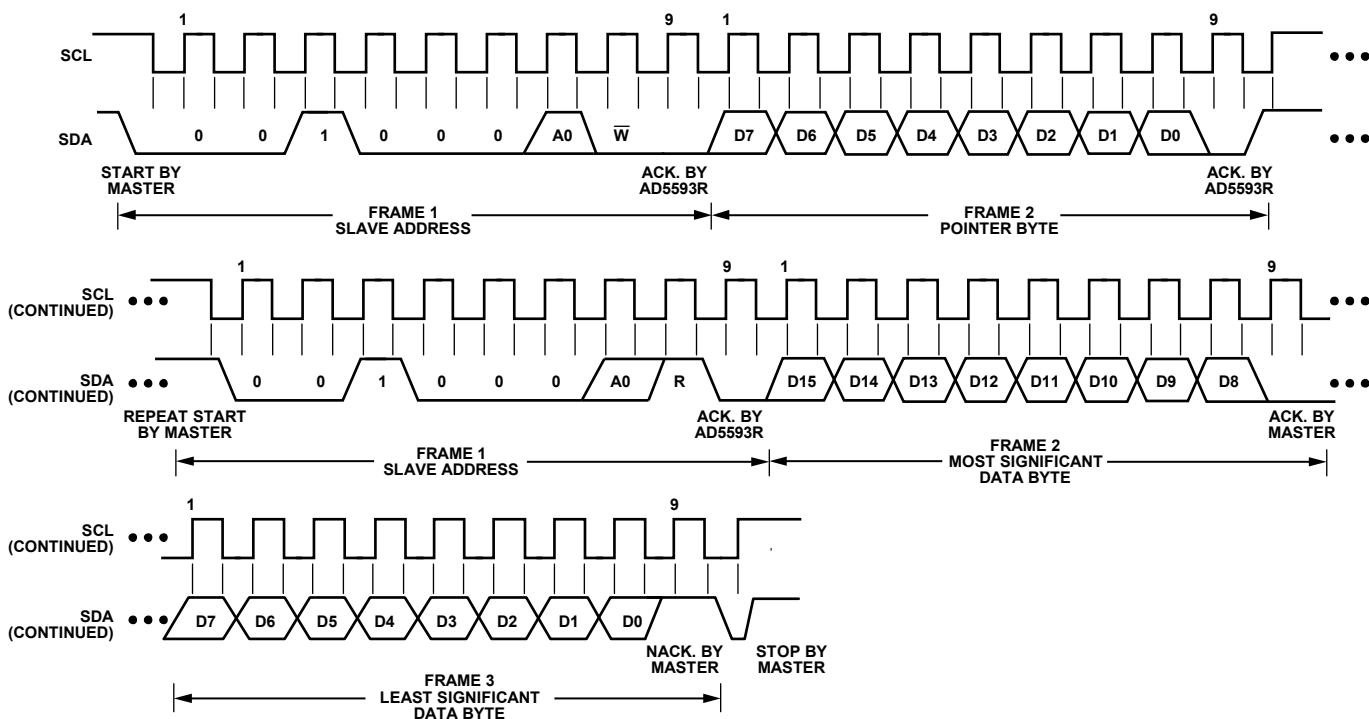 1 9 1 9
SCL
SDA 0 0 1 0 0 0 A0 W̅ D7 D6 D5 D4 D3 D2 D1 D0
START BY MASTER
ACK. BY AD5593R
ACK. BY AD5593R
FRAME 1
SLAVE ADDRESS
FRAME 2
POINTER BYTE
1 9 1 9
SCL
(CONTINUED)
SDA
(CONTINUED)
0 0 1 0 0 0 A0 R D15 D14 D13 D12 D11 D10 D9 D8
REPEAT START
BY MASTER
ACK. BY
AD5593R
ACK. BY
MASTER
FRAME 1
SLAVE ADDRESS
FRAME 2
MOST SIGNIFICANT
DATA BYTE
1 9
SCL
(CONTINUED)
SDA
(CONTINUED)
D7 D6 D5 D4 D3 D2 D1 D0
NACK. BY
MASTER
STOP BY
MASTER
FRAME 3
LEAST SIGNIFICANT
DATA BYTE